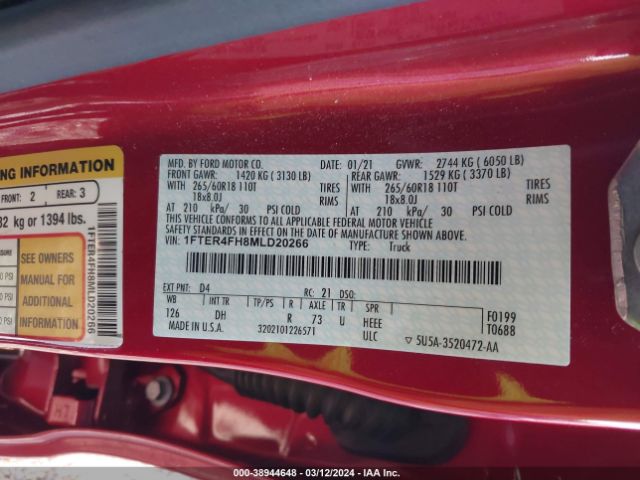 NG INFORMATION
FRONT: 2
REAR: 3
32 kg or 1394 lbs.
SEE OWNERS
MANUAL FOR
ADDITIONAL
INFORMATION
PSI
PSI
PSI
1FTER4FH8MLD20266
MFD. BY FORD MOTOR CO.
DATE: 01/21
GVWR: 2744 KG ( 6050 LB)
FRONT GAWR: 1420 KG ( 3130 LB)
REAR GAWR: 1529 KG ( 3370 LB)
WITH 265/60R18 110T TIRES
WITH 265/60R18 110T TIRES
18x8.0J RIMS
18x8.0J RIMS
AT 210 kPa/ 30 PSI COLD
AT 210 kPa/ 30 PSI COLD
THIS VEHICLE CONFORMS TO ALL APPLICABLE FEDERAL MOTOR VEHICLE
SAFETY STANDARDS IN EFFECT ON THE DATE OF MANUFACTURE SHOWN ABOVE.
VIN: 1FTER4FH8MLD20266
TYPE: Truck
EXT PNT: D4 RC: 21 DSO:
WB INT TR TP/PS R AXLE TR SPR
126 DH R 73 U HEEE
ULC
F0199
T0688
MADE IN U.S.A. 3202101226571
▽ 5U5A-3520472-AA
000-38944648 - 03/12/2024 - IAA Inc.